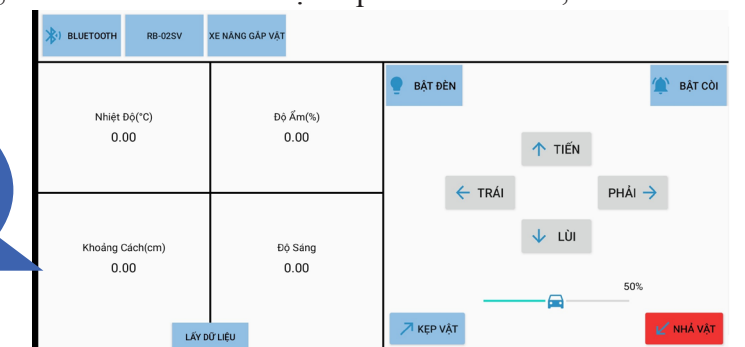 BLUETOOTH
RB-02SV
XE NÂNG GẮP VẬT
Nhiệt Độ(°C)
0.00
Độ Ẩm(%)
0.00
Khoảng Cách(cm)
0.00
Độ Sáng
0.00
LẤY DỮ LIỆU
BẬT ĐÈN
BẬT CÒI
TIẾN
TRÁI
PHẢI
LÙI
50%
KẸP VẬT
NHẢ VẬT